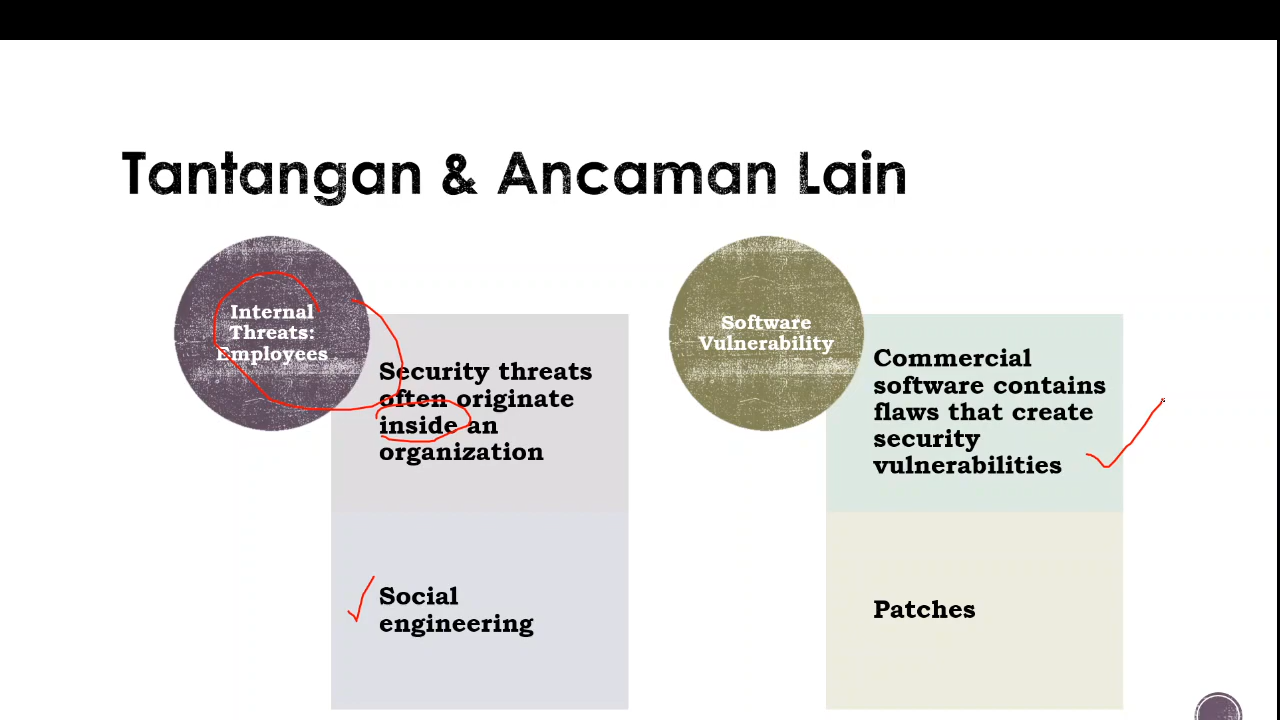 Tantangan & Ancaman Lain
Internal
Threats:
Employees
Security threats
often originate
inside an
organization
Social
engineering
Software
Vulnerability
Commercial
software contains
flaws that create
security
vulnerabilities
Patches